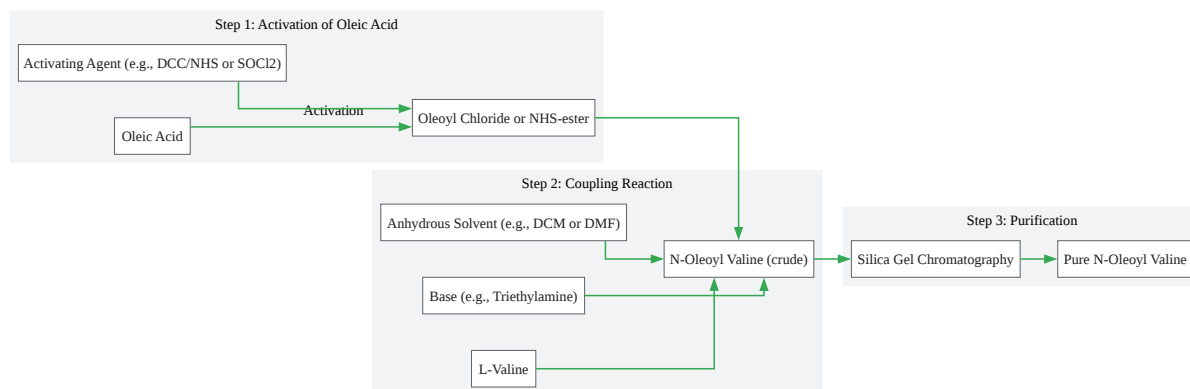 Step 1: Activation of Oleic Acid
Activating Agent (e.g., DCC/NHS or SOCl2)
Activation
Oleic Acid
Oleoyl Chloride or NHS-ester
Step 2: Coupling Reaction
Anhydrous Solvent (e.g., DCM or DMF)
Base (e.g., Triethylamine)
L-Valine
N-Oleoyl Valine (crude)
Step 3: Purification
Silica Gel Chromatography
Pure N-Oleoyl Valine